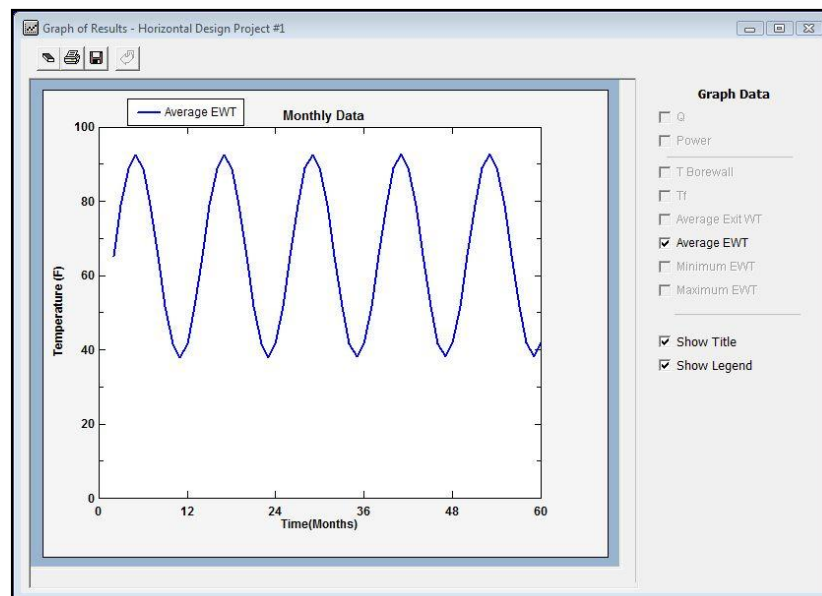 Graph of Results - Horizontal Design Project #1
Average EWT
Monthly Data
100
80
60
40
20
0
Temperature (F)
0 12 24 36 48 60
Time(Months)
Graph Data
Q
Power
T Borewall
Tf
Average Exit WT
Average EWT
Minimum EWT
Maximum EWT
Show Title
Show Legend